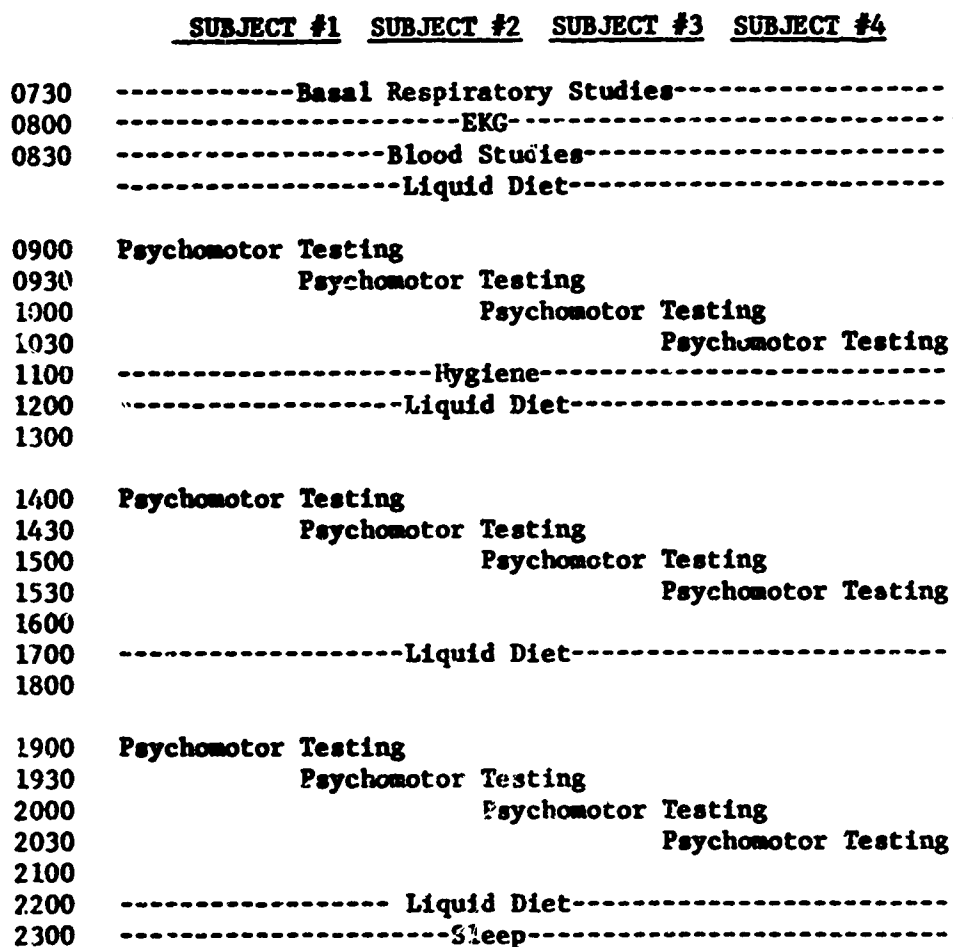 SUBJECT #1 SUBJECT #2 SUBJECT #3 SUBJECT #4
0730 ------------Basal Respiratory Studies------------------
0800 -----------------------EKG-----------------------------
0830 ------------------Blood Studies------------------------
-------------------Liquid Diet-------------------------
0900 Psychomotor Testing
0930 Psychomotor Testing
1000 Psychomotor Testing
1030 Psychomotor Testing
1100 ---------------------Hygiene---------------------------
1200 -------------------Liquid Diet-------------------------
1300
1400 Psychomotor Testing
1430 Psychomotor Testing
1500 Psychomotor Testing
1530 Psychomotor Testing
1600
1700 -------------------Liquid Diet-------------------------
1800
1900 Psychomotor Testing
1930 Psychomotor Testing
2000 Psychomotor Testing
2030 Psychomotor Testing
2100
2200 ------------------ Liquid Diet-------------------------
2300 ----------------------Sleep----------------------------